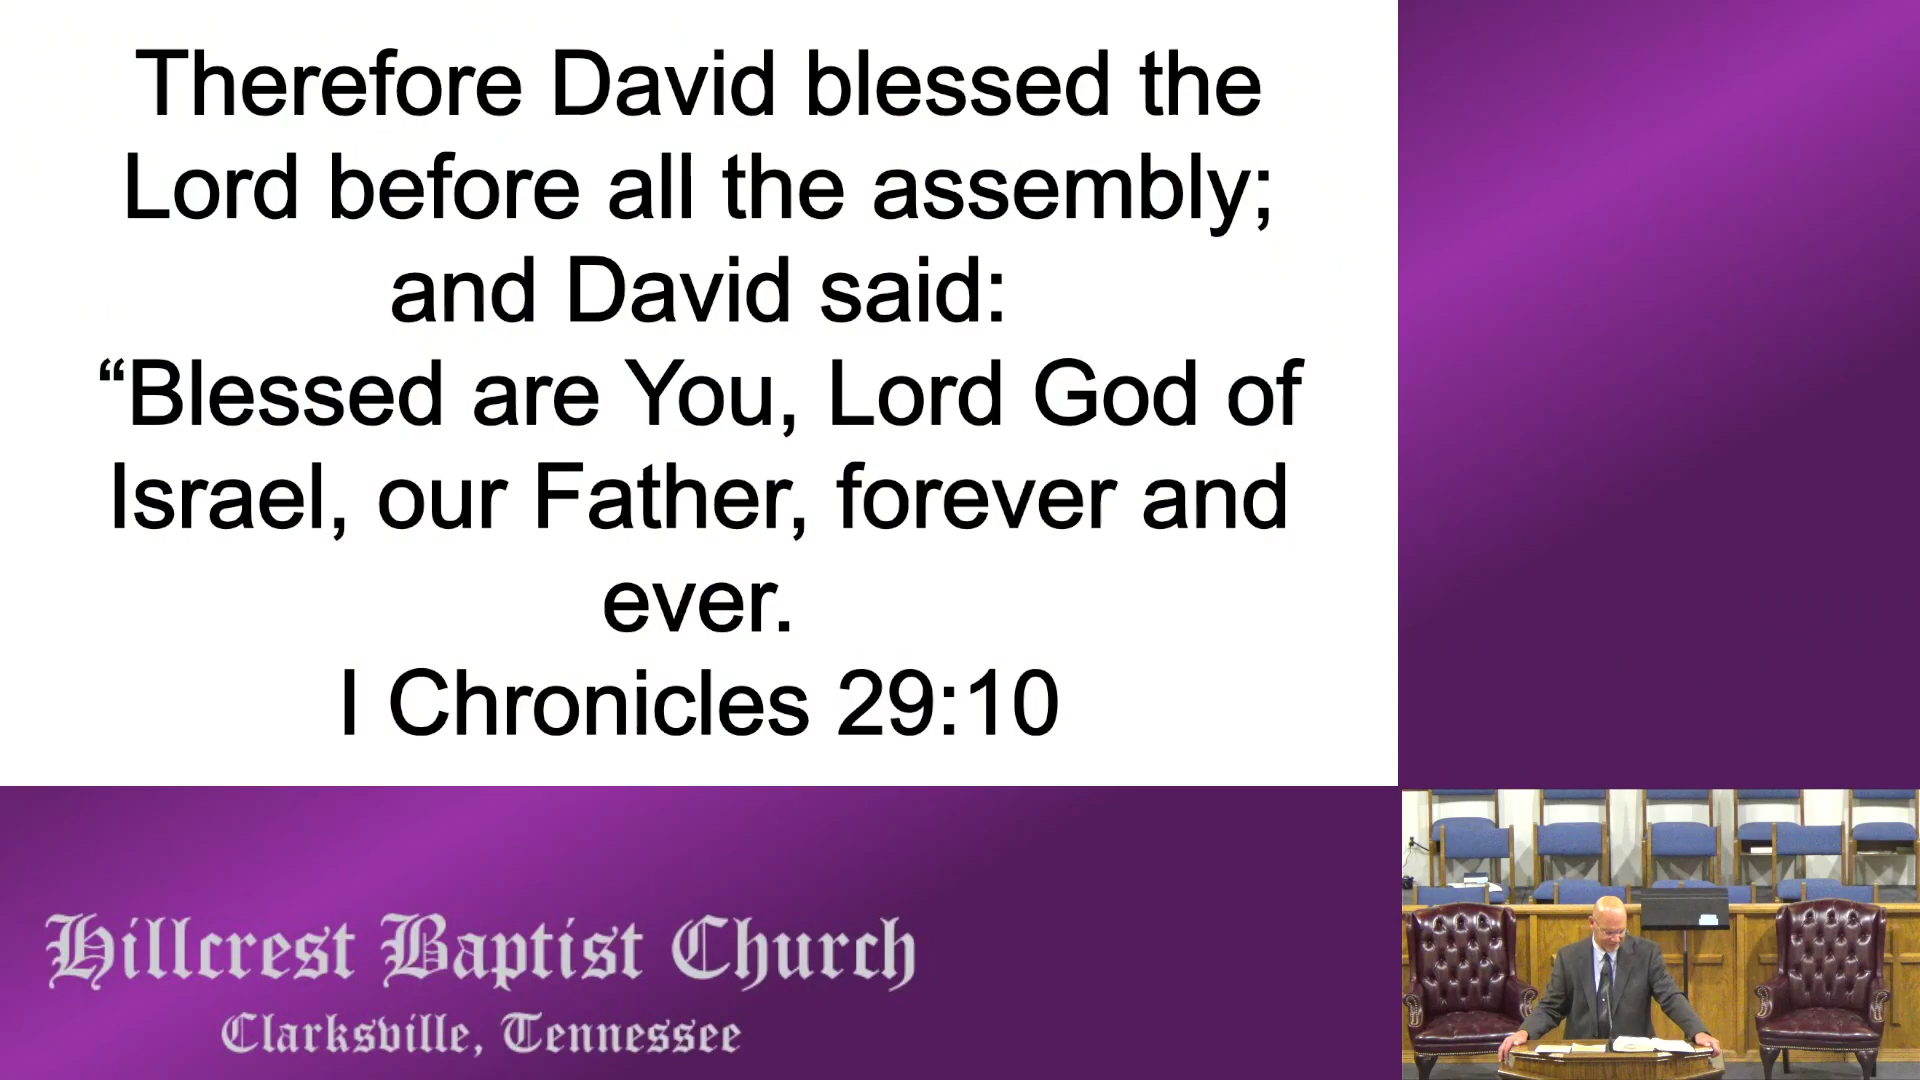 Therefore David blessed the
Lord before all the assembly;
and David said:
“Blessed are You, Lord God of
Israel, our Father, forever and
ever.
I Chronicles 29:10
Hillcrest Baptist Church
Clarksville, Tennessee